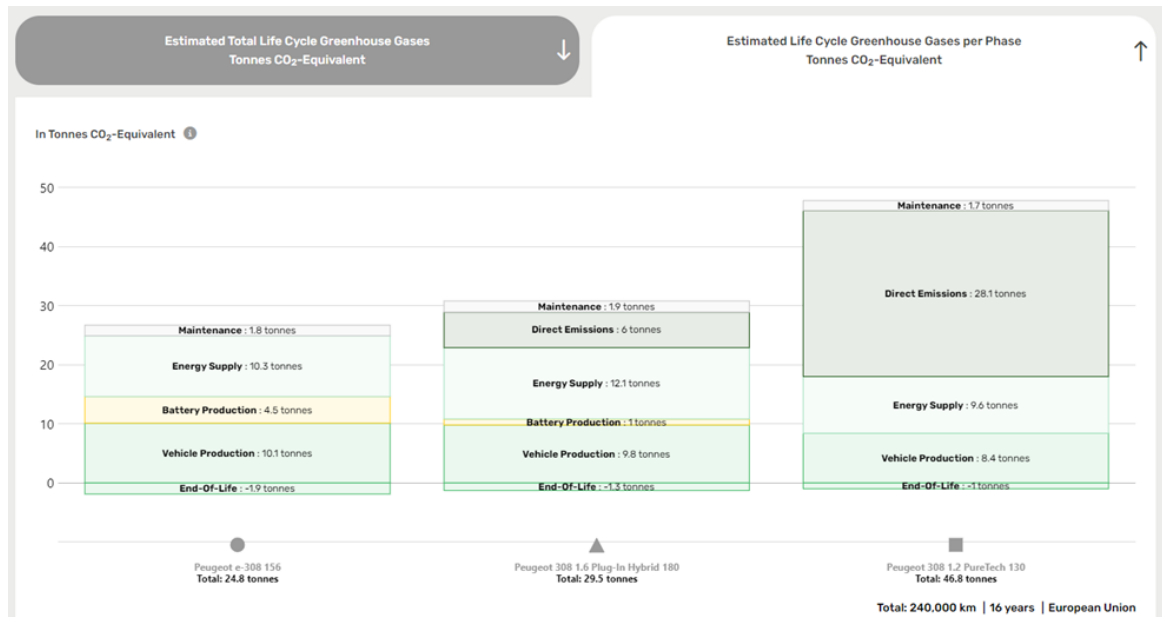 Estimated Total Life Cycle Greenhouse Gases
Tonnes CO₂-Equivalent
Estimated Life Cycle Greenhouse Gases per Phase
Tonnes CO₂-Equivalent
In Tonnes CO₂-Equivalent
50
40
30
20
10
0
Maintenance : 1.8 tonnes
Energy Supply : 10.3 tonnes
Battery Production : 4.5 tonnes
Vehicle Production : 10.1 tonnes
End-Of-Life : -1.9 tonnes
Maintenance : 1.9 tonnes
Direct Emissions : 6 tonnes
Energy Supply : 12.1 tonnes
Battery Production : 1 tonnes
Vehicle Production : 9.8 tonnes
End-Of-Life : -1.3 tonnes
Maintenance : 1.7 tonnes
Direct Emissions : 28.1 tonnes
Energy Supply : 9.6 tonnes
Vehicle Production : 8.4 tonnes
End-Of-Life : -1 tonnes
Peugeot e-308 156
Total: 24.8 tonnes
Peugeot 308 1.6 Plug-In Hybrid 180
Total: 29.5 tonnes
Peugeot 308 1.2 PureTech 130
Total: 46.8 tonnes
Total: 240,000 km | 16 years | European Union